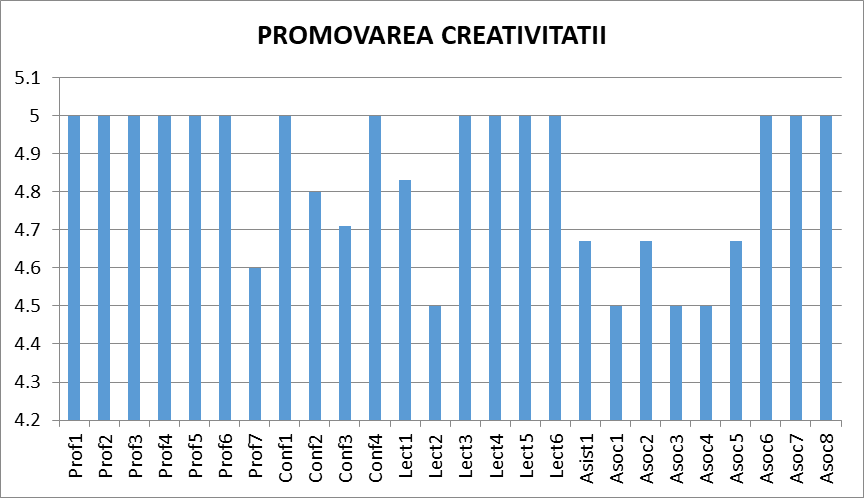 PROMOVAREA CREATIVITATII
5.1
5
4.9
4.8
4.7
4.6
4.5
4.4
4.3
4.2
Prof1
Prof2
Prof3
Prof4
Prof5
Prof6
Prof7
Conf1
Conf2
Conf3
Conf4
Lect1
Lect2
Lect3
Lect4
Lect5
Lect6
Asist1
Asoc1
Asoc2
Asoc3
Asoc4
Asoc5
Asoc6
Asoc7
Asoc8